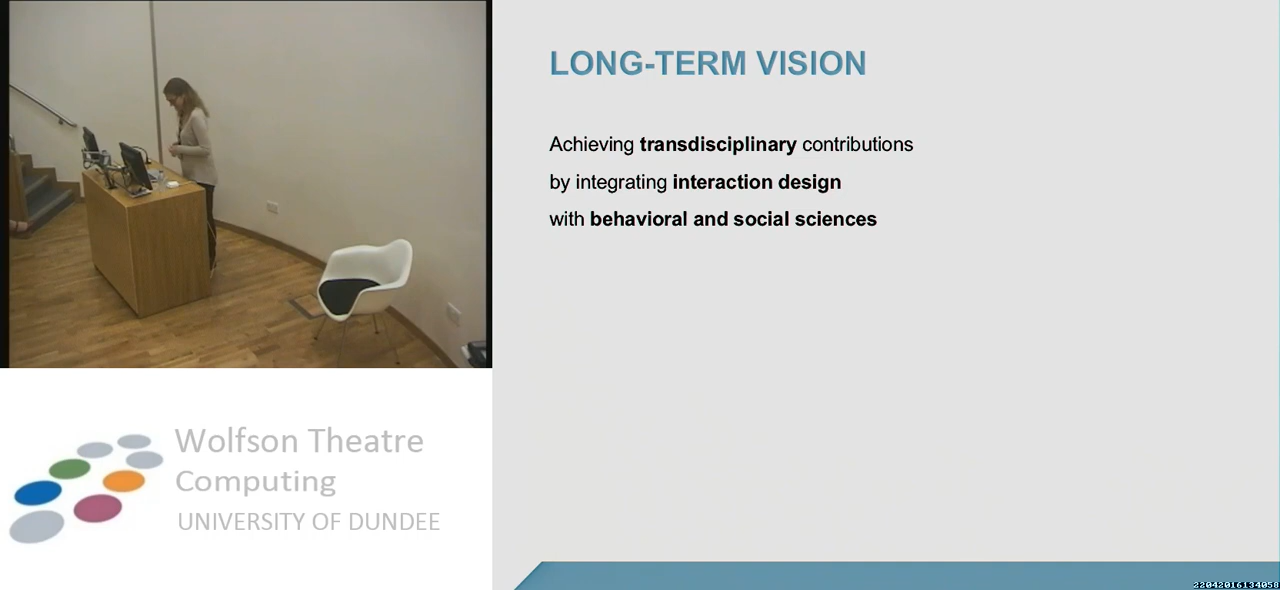 LONG-TERM VISION
Achieving transdisciplinary contributions
by integrating interaction design
with behavioral and social sciences
Wolfson Theatre
Computing
UNIVERSITY OF DUNDEE
22042016134058